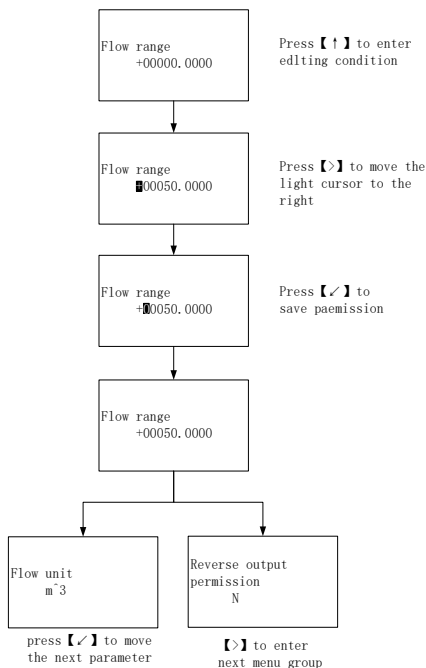 Flow range
+00000.0000
Press【↑】to enter
edlting condition
Flow range
+00050.0000
Press【>】to move the
light cursor to the
right
Flow range
+00050.0000
Press【↙】to
save paemission
Flow range
+00050.0000
Flow unit
m^3
Reverse output
permission
N
press【↙】to move
the next parameter
【>】to enter
next menu group